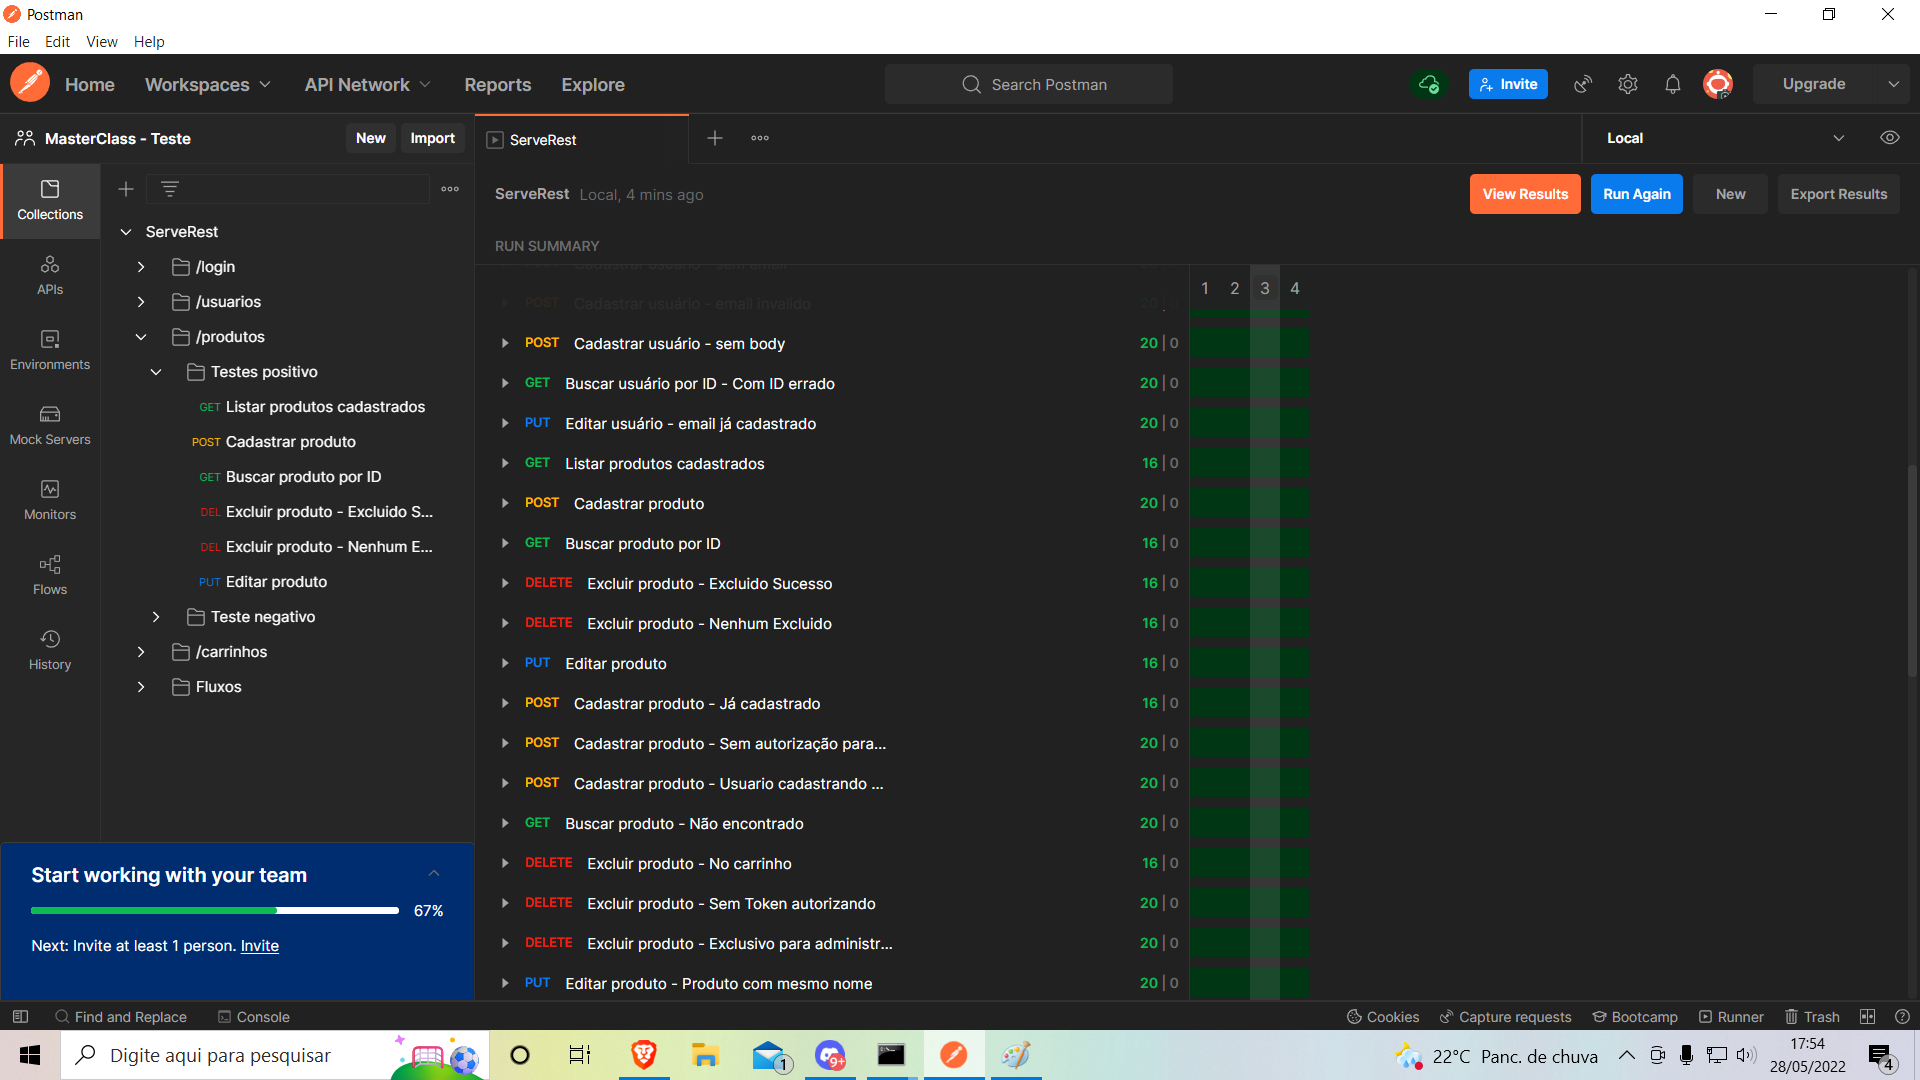 Postman
File Edit View Help
Home Workspaces API Network Reports Explore Search Postman Invite Upgrade
MasterClass - Teste New Import ServeRest ooo Local
Collections
APIs
Environments
Mock Servers
Monitors
Flows
History
ServeRest
/login
/usuarios
/produtos
Testes positivo
GET Listar produtos cadastrados
POST Cadastrar produto
GET Buscar produto por ID
DEL Excluir produto - Excluido S...
DEL Excluir produto - Nenhum E...
PUT Editar produto
Teste negativo
/carrinhos
Fluxos
Start working with your team
67%
Next: Invite at least 1 person. Invite
ServeRest Local, 4 mins ago View Results Run Again New Export Results
RUN SUMMARY
1 2 3 4
Cadastrar usuário - sem email
POST Cadastrar usuário - email invalido 20 |
POST Cadastrar usuário - sem body 20 | 0
GET Buscar usuário por ID - Com ID errado 20 | 0
PUT Editar usuário - email já cadastrado 20 | 0
GET Listar produtos cadastrados 16 | 0
POST Cadastrar produto 20 | 0
GET Buscar produto por ID 16 | 0
DELETE Excluir produto - Excluido Sucesso 16 | 0
DELETE Excluir produto - Nenhum Excluido 16 | 0
PUT Editar produto 16 | 0
POST Cadastrar produto - Já cadastrado 16 | 0
POST Cadastrar produto - Sem autorização para... 20 | 0
POST Cadastrar produto - Usuario cadastrando ... 20 | 0
GET Buscar produto - Não encontrado 20 | 0
DELETE Excluir produto - No carrinho 16 | 0
DELETE Excluir produto - Sem Token autorizando 20 | 0
DELETE Excluir produto - Exclusivo para administr... 20 | 0
PUT Editar produto - Produto com mesmo nome 20 | 0
Find and Replace Console Cookies Capture requests Bootcamp Runner Trash
Digite aqui para pesquisar 1 9+ 22°C Panc. de chuva 17:54
28/05/2022 4